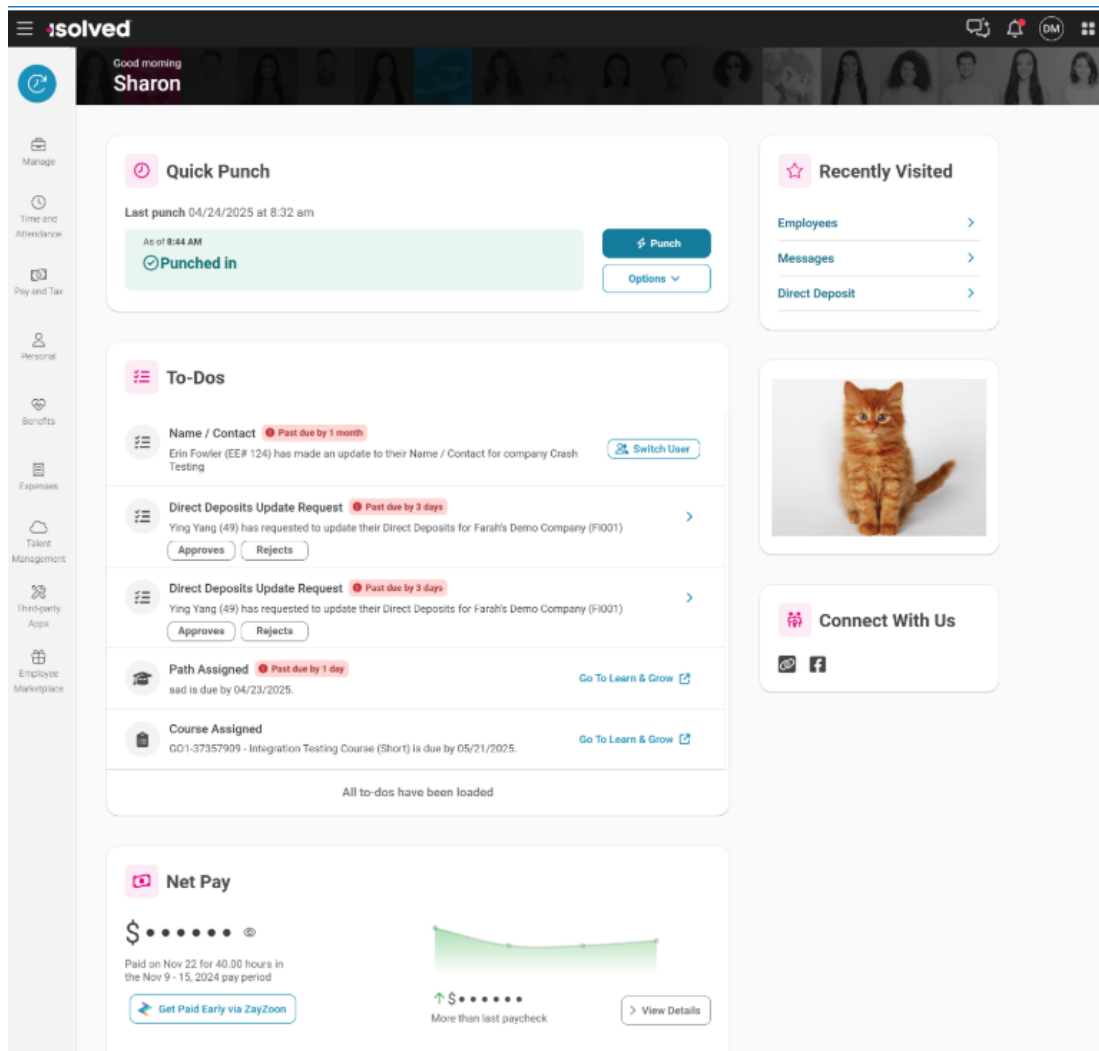 isolved
DM
Good morning
Sharon
Manage
Time and
Attendance
Pay and Tax
Personal
Benefits
Expenses
Talent
Management
Third-party
Apps
Employee
Marketplace
Quick Punch
Last punch 04/24/2025 at 8:32 am
As of 8:44 AM
Punched in
Punch
Options
Recently Visited
Employees
Messages
Direct Deposit
To-Dos
Name / Contact Past due by 1 month
Erin Fowler (EE# 124) has made an update to their Name / Contact for company Crash
Testing
Switch User
Direct Deposits Update Request Past due by 3 days
Ying Yang (49) has requested to update their Direct Deposits for Farah's Demo Company (FI001)
Approves Rejects
Direct Deposits Update Request Past due by 3 days
Ying Yang (49) has requested to update their Direct Deposits for Farah's Demo Company (FI001)
Approves Rejects
Path Assigned Past due by 1 day
sad is due by 04/23/2025.
Go To Learn & Grow
Course Assigned
GO1-37357909 - Integration Testing Course (Short) is due by 05/21/2025.
Go To Learn & Grow
All to-dos have been loaded
Connect With Us
Net Pay
$••••••
Paid on Nov 22 for 40.00 hours in
the Nov 9 - 15, 2024 pay period
Get Paid Early via ZayZoon
$••••••
More than last paycheck
View Details